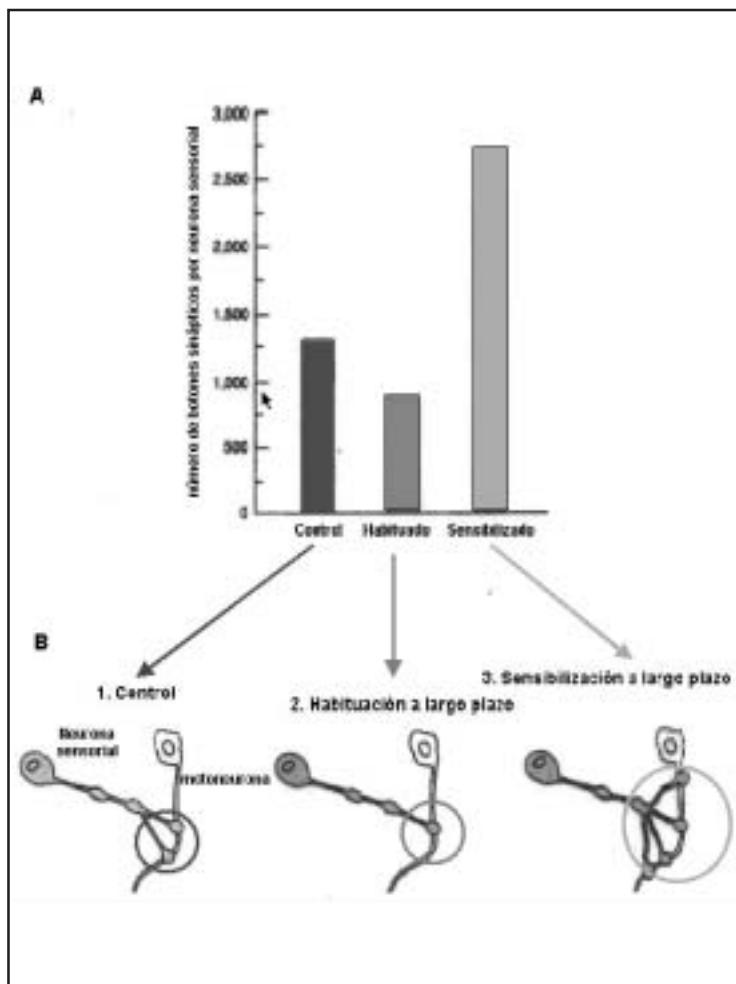 A
número de botones sinápticos por neurona sensorial
3,000
2,500
2,000
1,500
1,000
500
0
Control
Habituado
Sensibilizado
B
1. Control
2. Habituación a largo plazo
3. Sensibilización a largo plazo
Neurona
sensorial
motoneurona